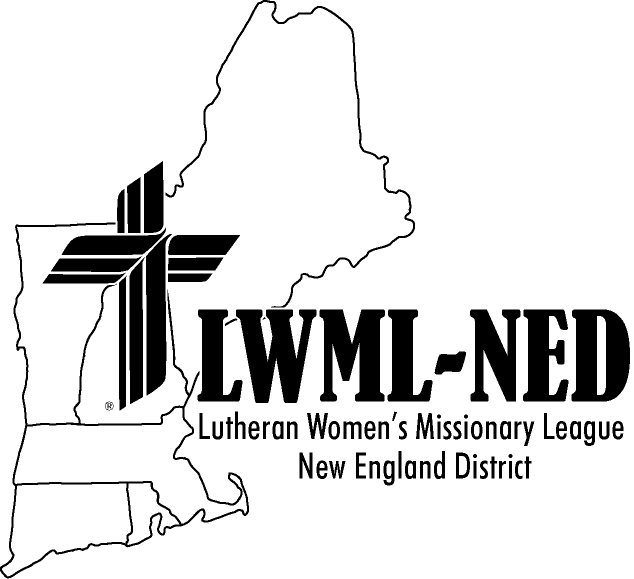 LWML-NED
Lutheran Women's Missionary League
New England District
®